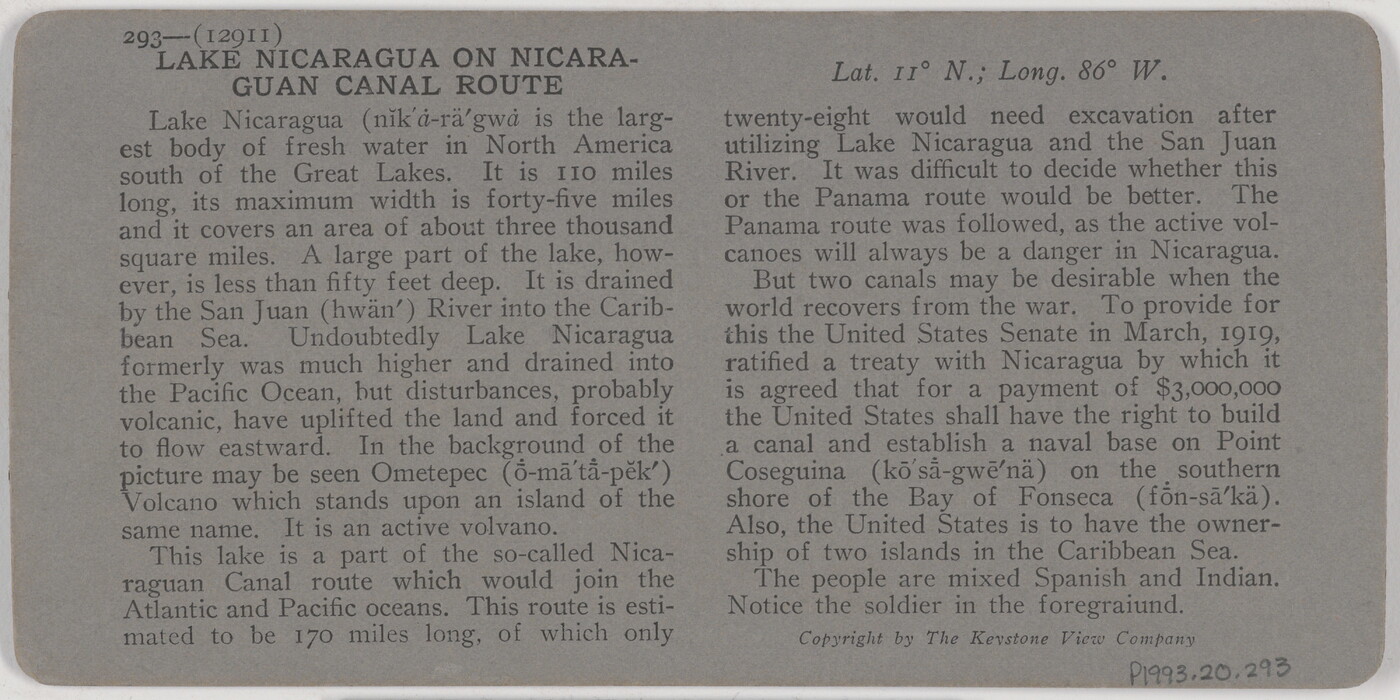 293—(12911)
LAKE NICARAGUA ON NICARA-
GUAN CANAL ROUTE
Lake Nicaragua (nĭk′ȧ-rä′gwȧ is the larg-
est body of fresh water in North America
south of the Great Lakes. It is 110 miles
long, its maximum width is forty-five miles
and it covers an area of about three thousand
square miles. A large part of the lake, how-
ever, is less than fifty feet deep. It is drained
by the San Juan (hwän′) River into the Carib-
bean Sea. Undoubtedly Lake Nicaragua
formerly was much higher and drained into
the Pacific Ocean, but disturbances, probably
volcanic, have uplifted the land and forced it
to flow eastward. In the background of the
picture may be seen Ometepec (ō̇-mā′tā̇-pĕk′)
Volcano which stands upon an island of the
same name. It is an active volvano.
This lake is a part of the so-called Nica-
raguan Canal route which would join the
Atlantic and Pacific oceans. This route is esti-
mated to be 170 miles long, of which only
Lat. 11° N.; Long. 86° W.
twenty-eight would need excavation after
utilizing Lake Nicaragua and the San Juan
River. It was difficult to decide whether this
or the Panama route would be better. The
Panama route was followed, as the active vol-
canoes will always be a danger in Nicaragua.
But two canals may be desirable when the
world recovers from the war. To provide for
this the United States Senate in March, 1919,
ratified a treaty with Nicaragua by which it
is agreed that for a payment of $3,000,000
the United States shall have the right to build
a canal and establish a naval base on Point
Coseguina (kō′sā̇-gwē′nä) on the southern
shore of the Bay of Fonseca (fō̇n-sā′kä).
Also, the United States is to have the owner-
ship of two islands in the Caribbean Sea.
The people are mixed Spanish and Indian.
Notice the soldier in the foregraiund.
Copyright by The Keystone View Company
P1993.20.293